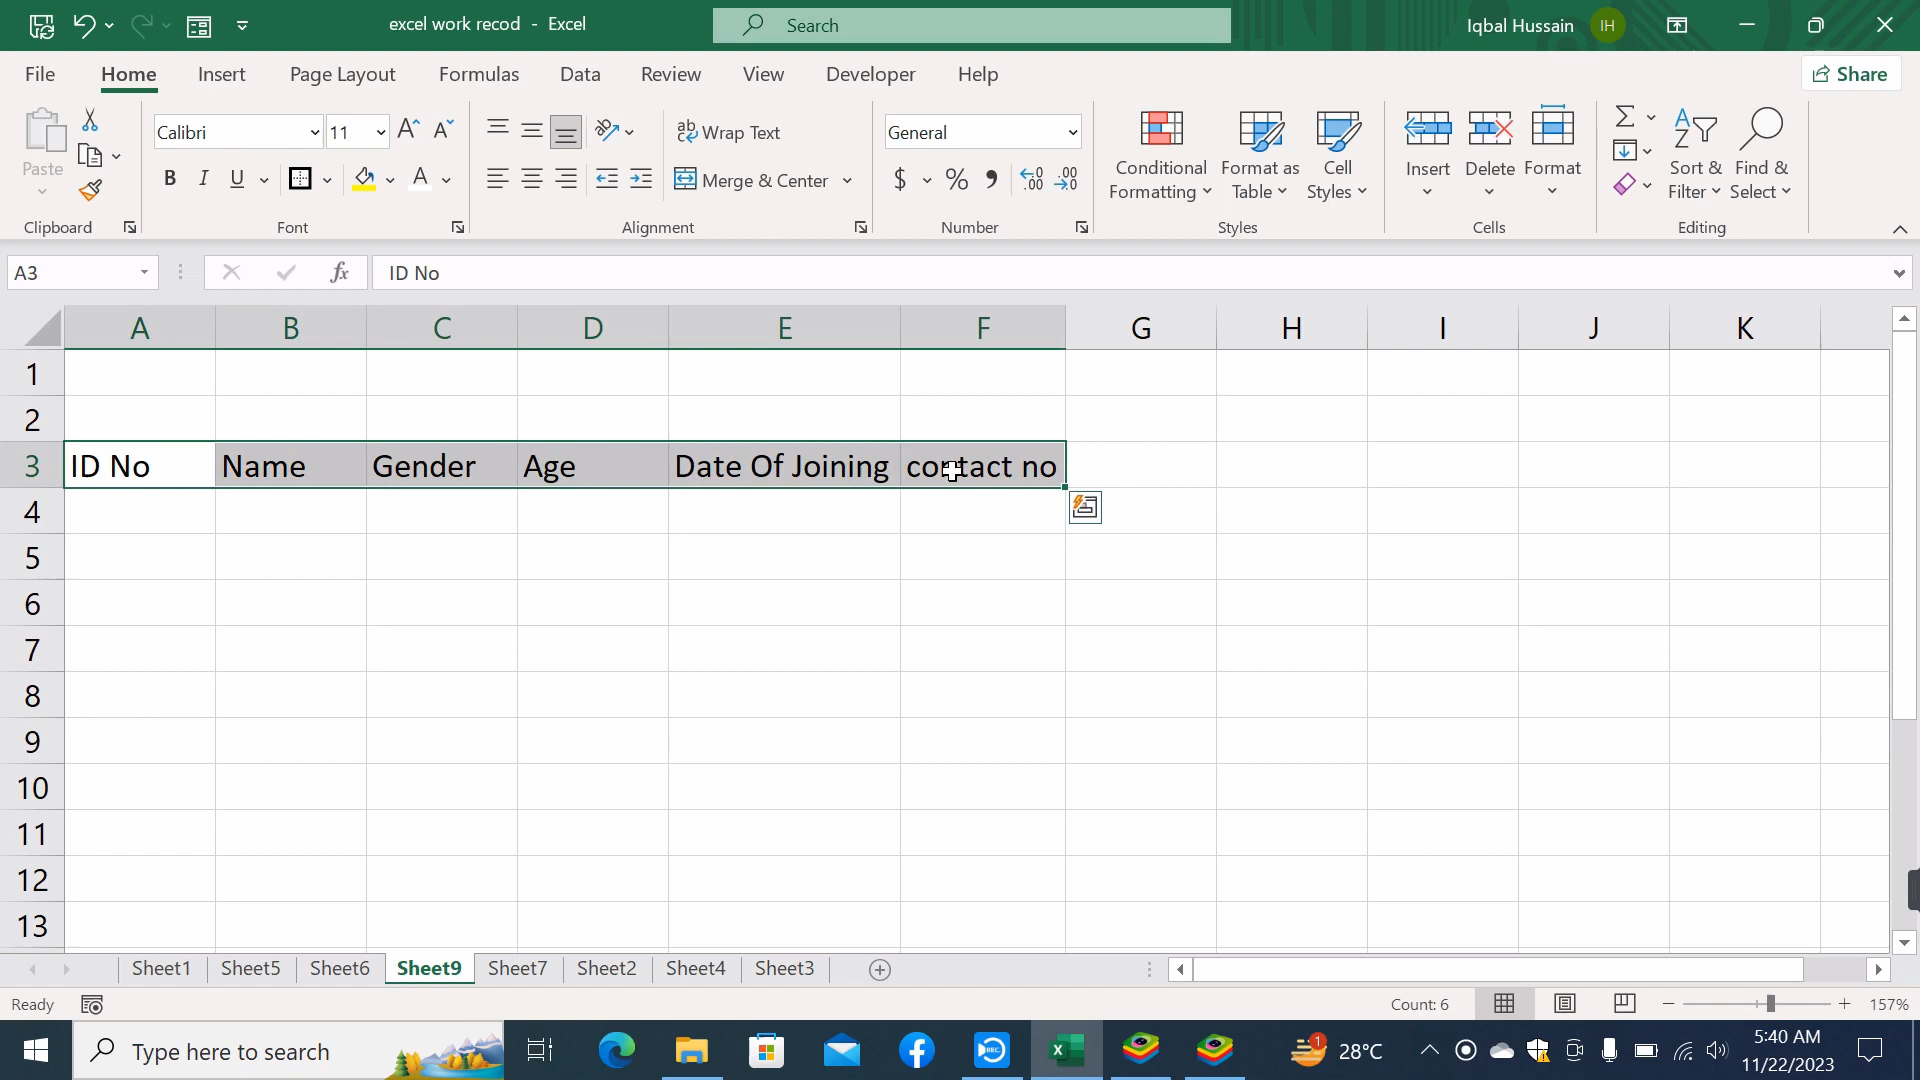 excel work recod - Excel
Search
Iqbal Hussain IH
File Home Insert Page Layout Formulas Data Review View Developer Help Share
Paste
Calibri 11
Wrap Text
General
Merge & Center
Conditional Formatting
Format as Table
Cell Styles
Insert Delete Format
Sort & Filter
Find & Select
Clipboard Font Alignment Number Styles Cells Editing
A3 fx ID No
A B C D E F G H I J K
1
2
3 ID No Name Gender Age Date Of Joining contact no
4
5
6
7
8
9
10
11
12
13
Sheet1 Sheet5 Sheet6 Sheet9 Sheet7 Sheet2 Sheet4 Sheet3
Ready Count: 6 157%
Type here to search
REC
1 28°C
5:40 AM
11/22/2023